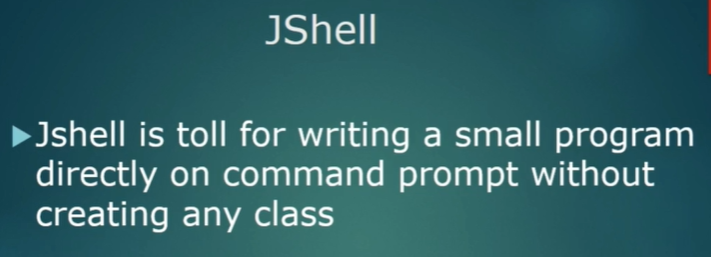 JShell
Jshell is toll for writing a small program
directly on command prompt without
creating any class